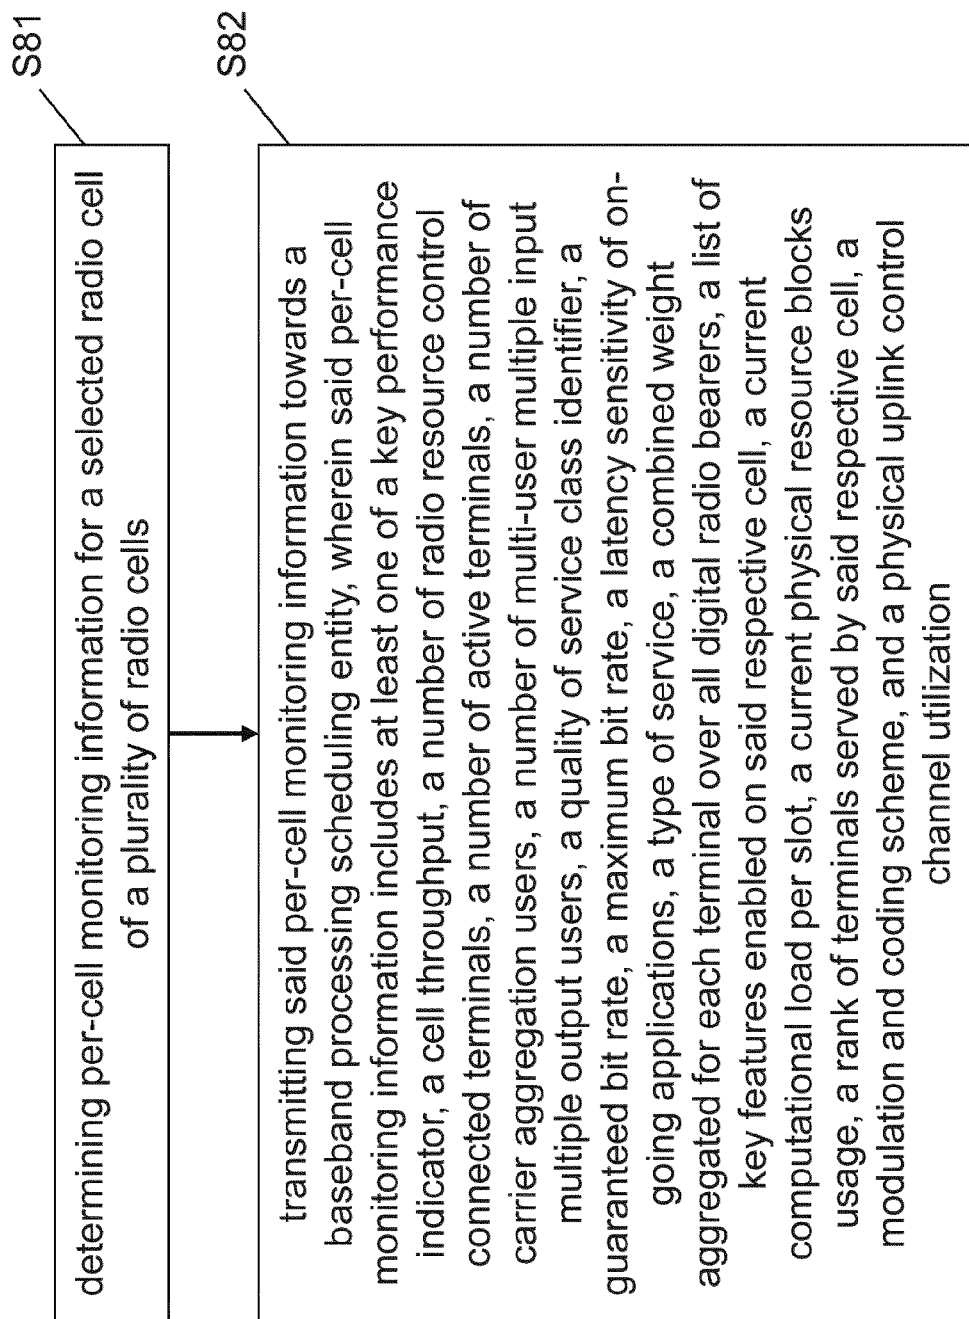 S81
determining per-cell monitoring information for a selected radio cell
of a plurality of radio cells
S82
transmitting said per-cell monitoring information towards a
baseband processing scheduling entity, wherein said per-cell
monitoring information includes at least one of a key performance
indicator, a cell throughput, a number of radio resource control
connected terminals, a number of active terminals, a number of
carrier aggregation users, a number of multi-user multiple input
multiple output users, a quality of service class identifier, a
guaranteed bit rate, a maximum bit rate, a latency sensitivity of on-
going applications, a type of service, a combined weight
aggregated for each terminal over all digital radio bearers, a list of
key features enabled on said respective cell, a current
computational load per slot, a current physical resource blocks
usage, a rank of terminals served by said respective cell, a
modulation and coding scheme, and a physical uplink control
channel utilization